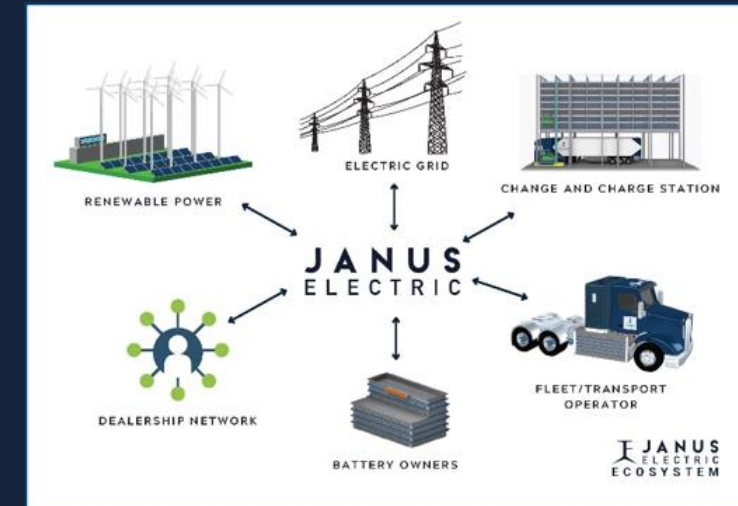 ELECTRIC GRID
RENEWABLE POWER
CHANGE AND CHARGE STATION
JANUS
ELECTRIC
DEALERSHIP NETWORK
BATTERY OWNERS
FLEET/TRANSPORT
OPERATOR
JANUS
ELECTRIC
ECOSYSTEM